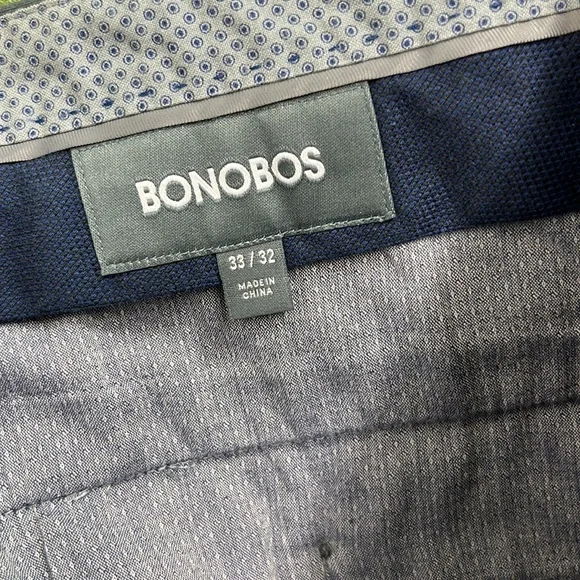 BONOBOS
33 / 32
MADE IN
CHINA